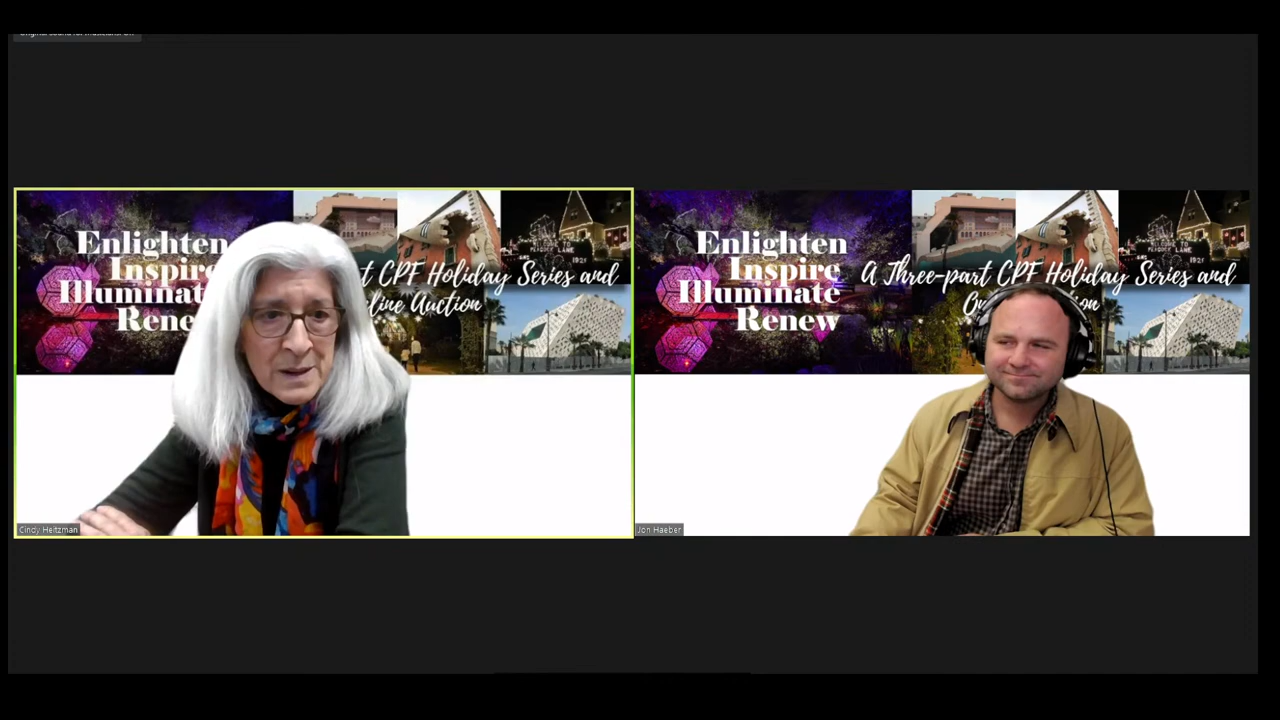 Enlighten
Inspire
Illuminate
Renew
CPF Holiday Series and
Auction
Cindy Heitzman
Enlighten
Inspire
Illuminate
Renew
A Three-part CPF Holiday Series and
Jon Haeber